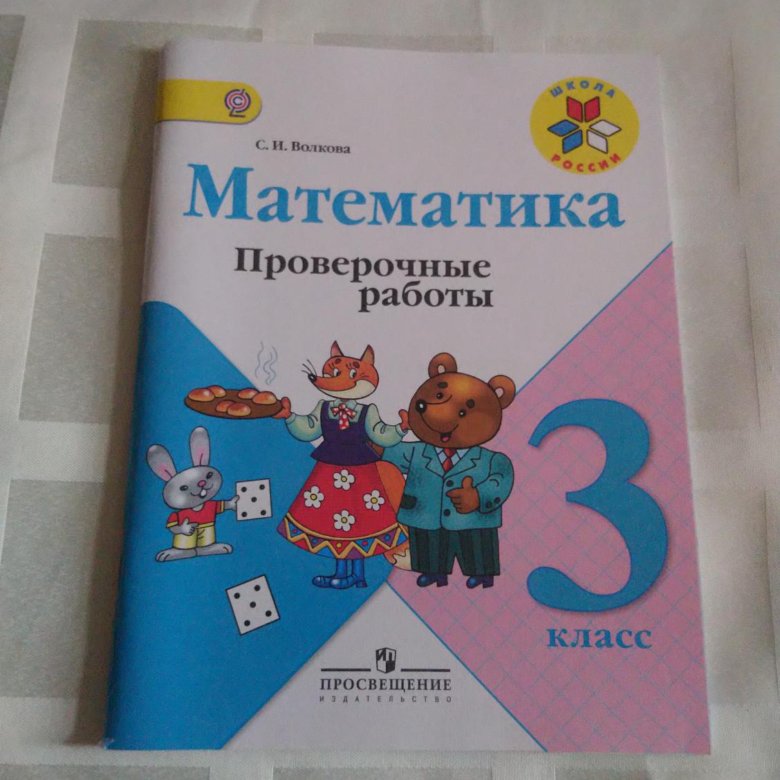 С. И. Волкова
ШКОЛА
РОССИИ
Математика
Проверочные
работы
3
класс
ПРОСВЕЩЕНИЕ
ИЗДАТЕЛЬСТВО